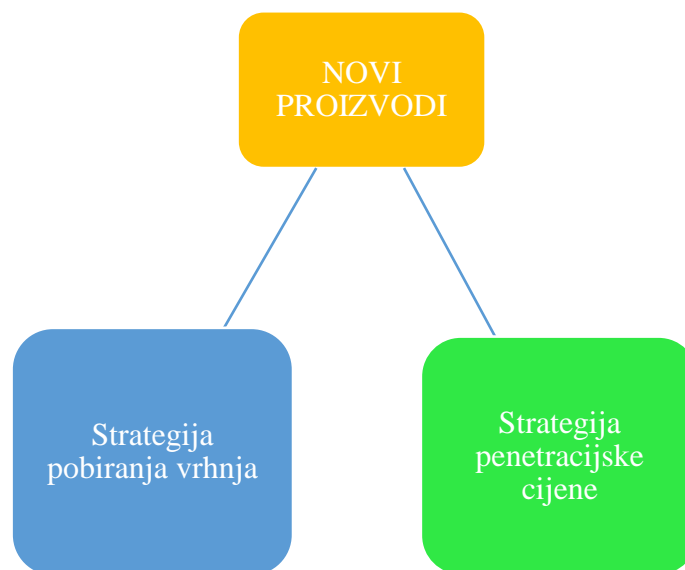 NOVI
PROIZVODI
Strategija
pobiranja vrhnja
Strategija
penetracijske
cijene